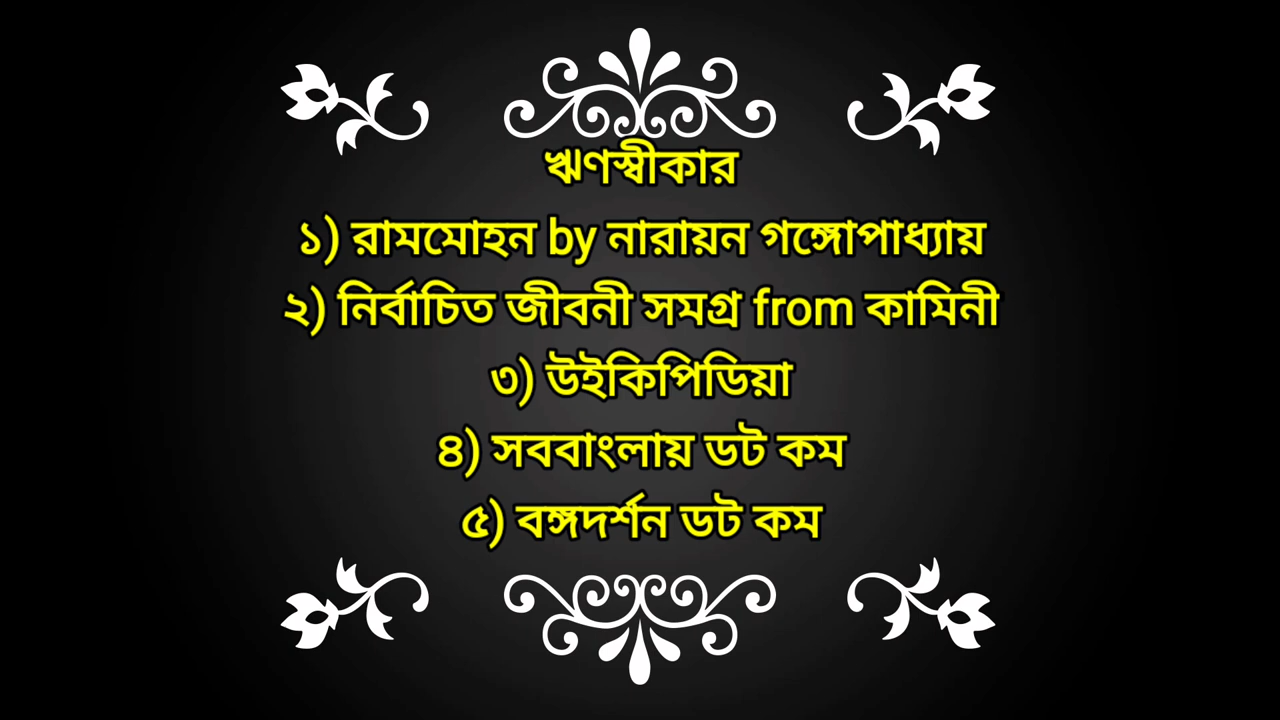 ঋণস্বীকার
১) রামমোহন by নারায়ন গঙ্গোপাধ্যায়
২) নির্বাচিত জীবনী সমগ্র from কামিনী
৩) উইকিপিডিয়া
৪) সববাংলায় ডট কম
৫) বঙ্গদর্শন ডট কম